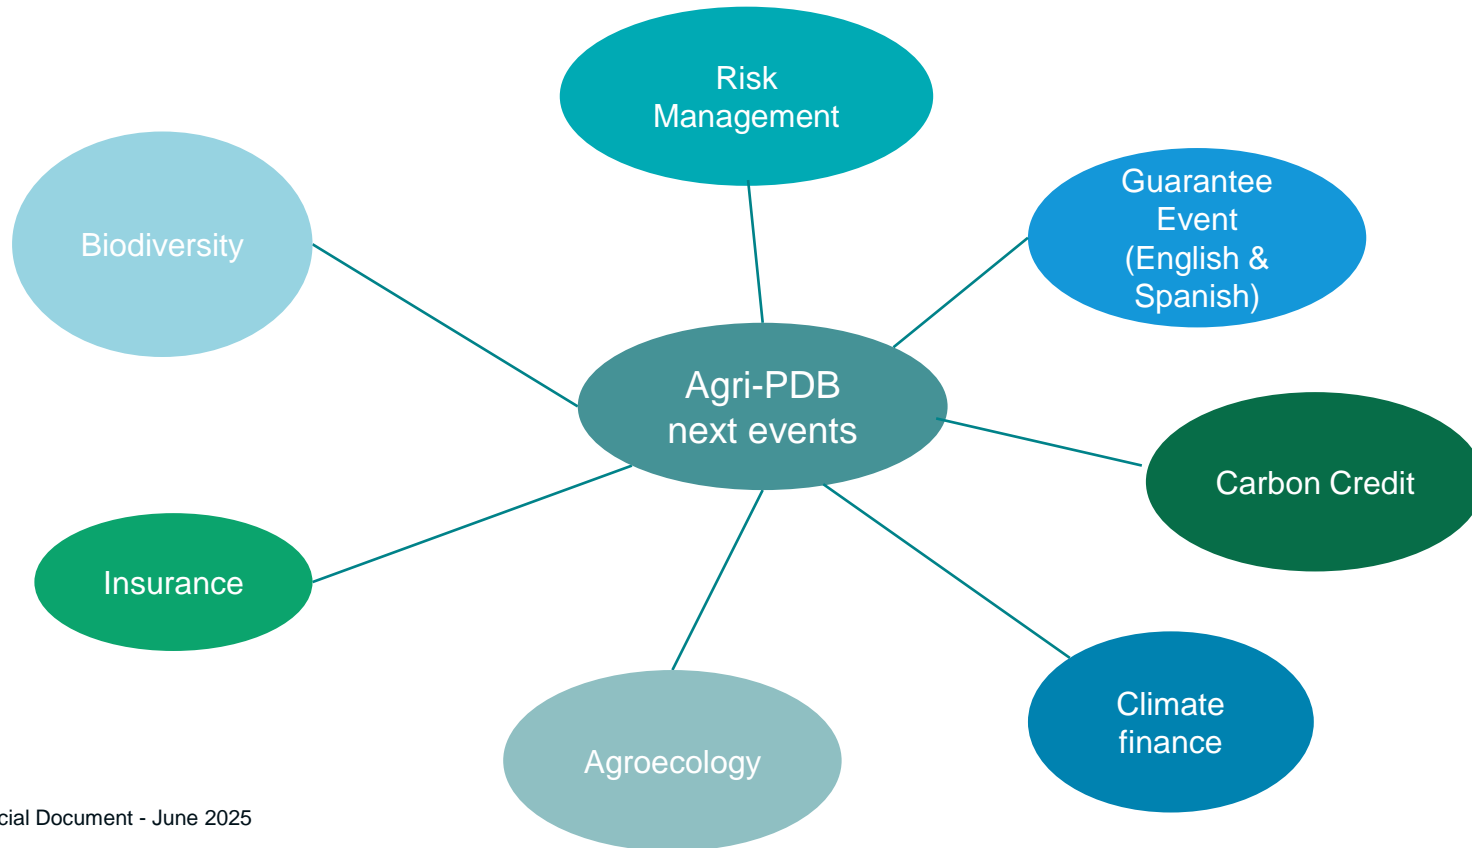 Risk
Management
Guarantee
Event
(English &
Spanish)
Biodiversity
Agri-PDB
next events
Carbon Credit
Insurance
Climate
finance
Agroecology
Document - June 2025